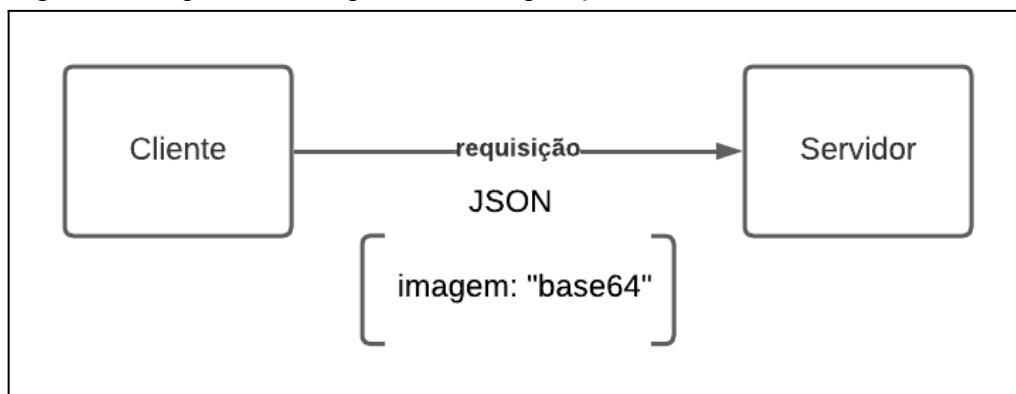 Cliente
requisição
Servidor
JSON
imagem: "base64"